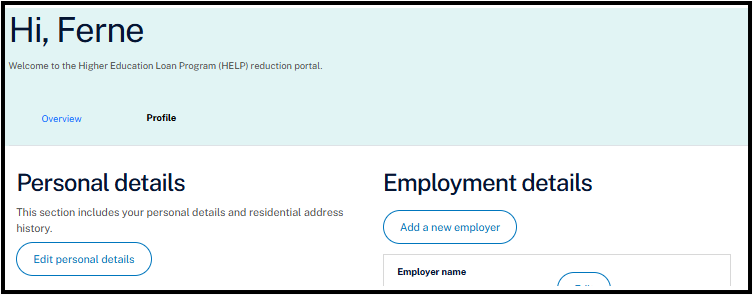 Hi, Ferne
Welcome to the Higher Education Loan Program (HELP) reduction portal.
Overview
Profile
Personal details
This section includes your personal details and residential address
history.
Edit personal details
Employment details
Add a new employer
Employer name